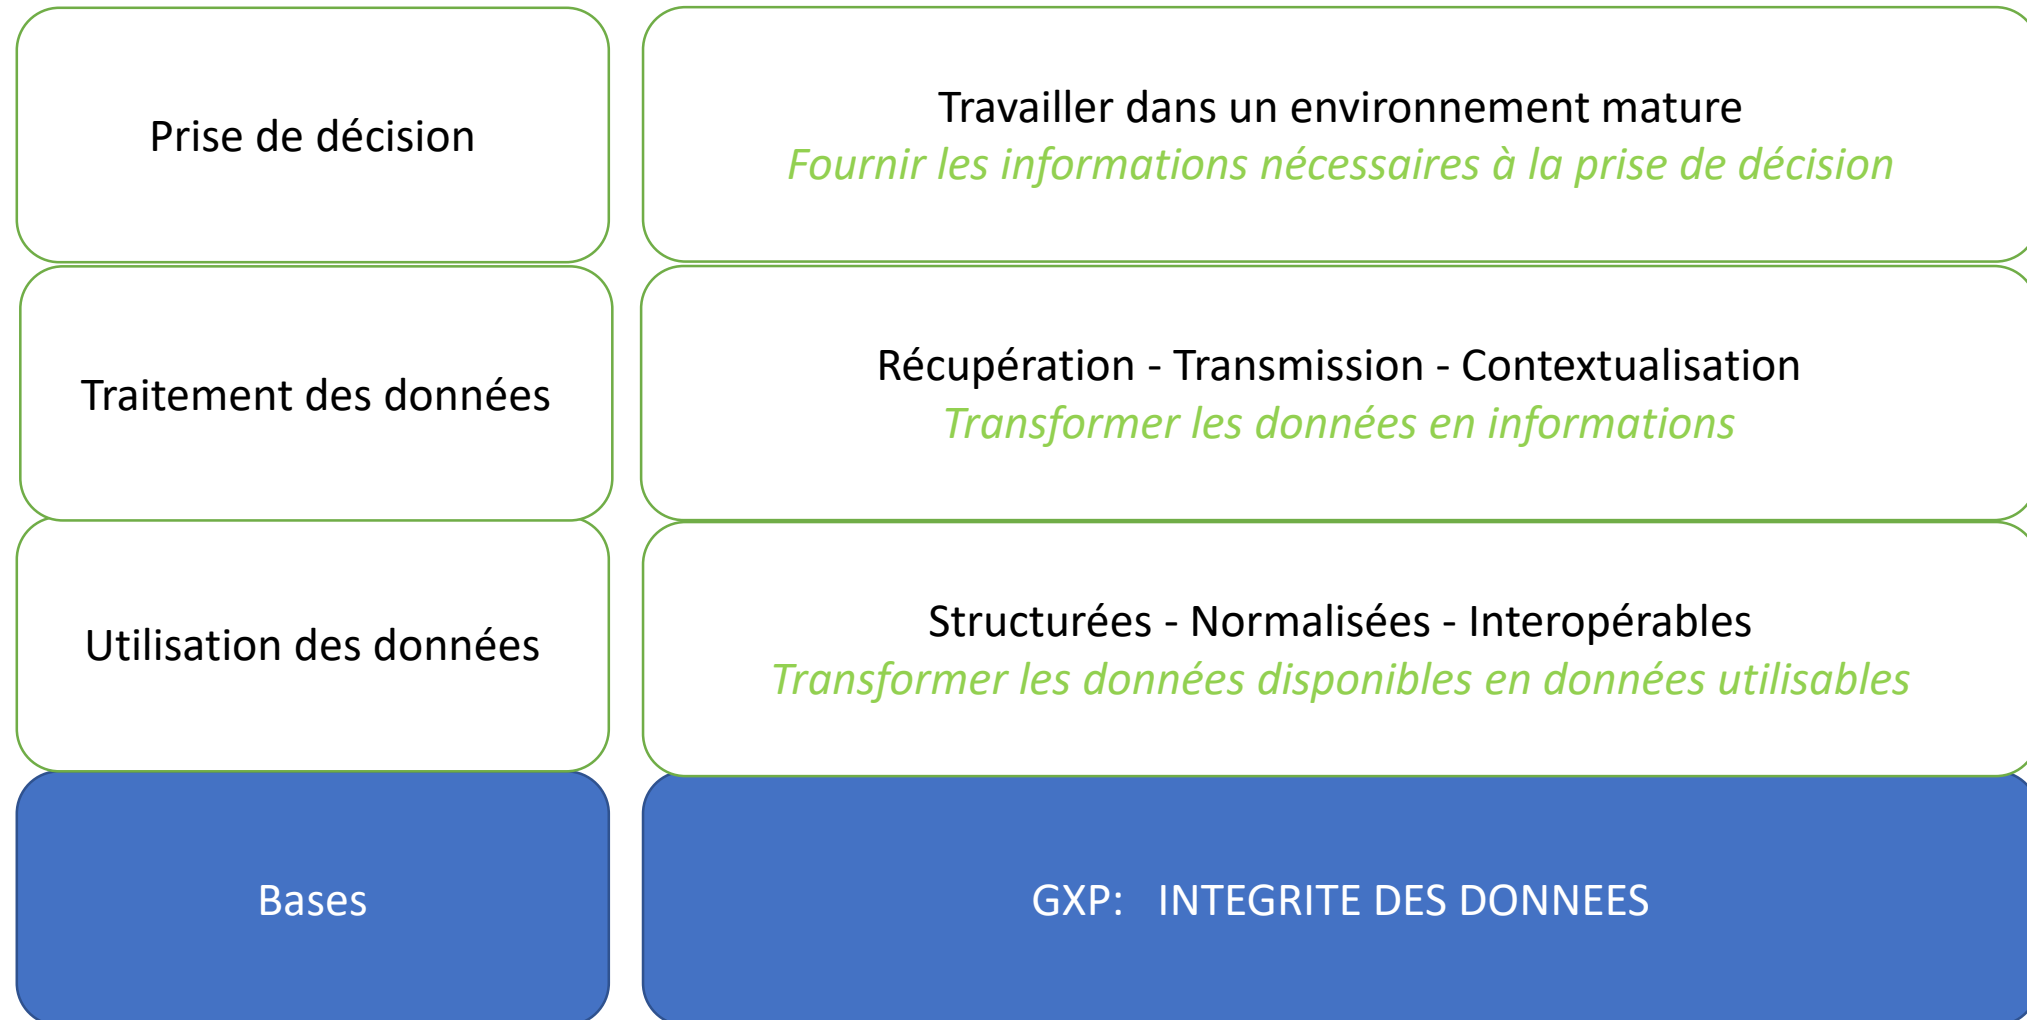 Prise de décision
Travailler dans un environnement mature
Fournir les informations nécessaires à la prise de décision
Traitement des données
Récupération - Transmission - Contextualisation
Transformer les données en informations
Utilisation des données
Structurées - Normalisées - Interopérables
Transformer les données disponibles en données utilisables
Bases
GXP: INTEGRITE DES DONNEES